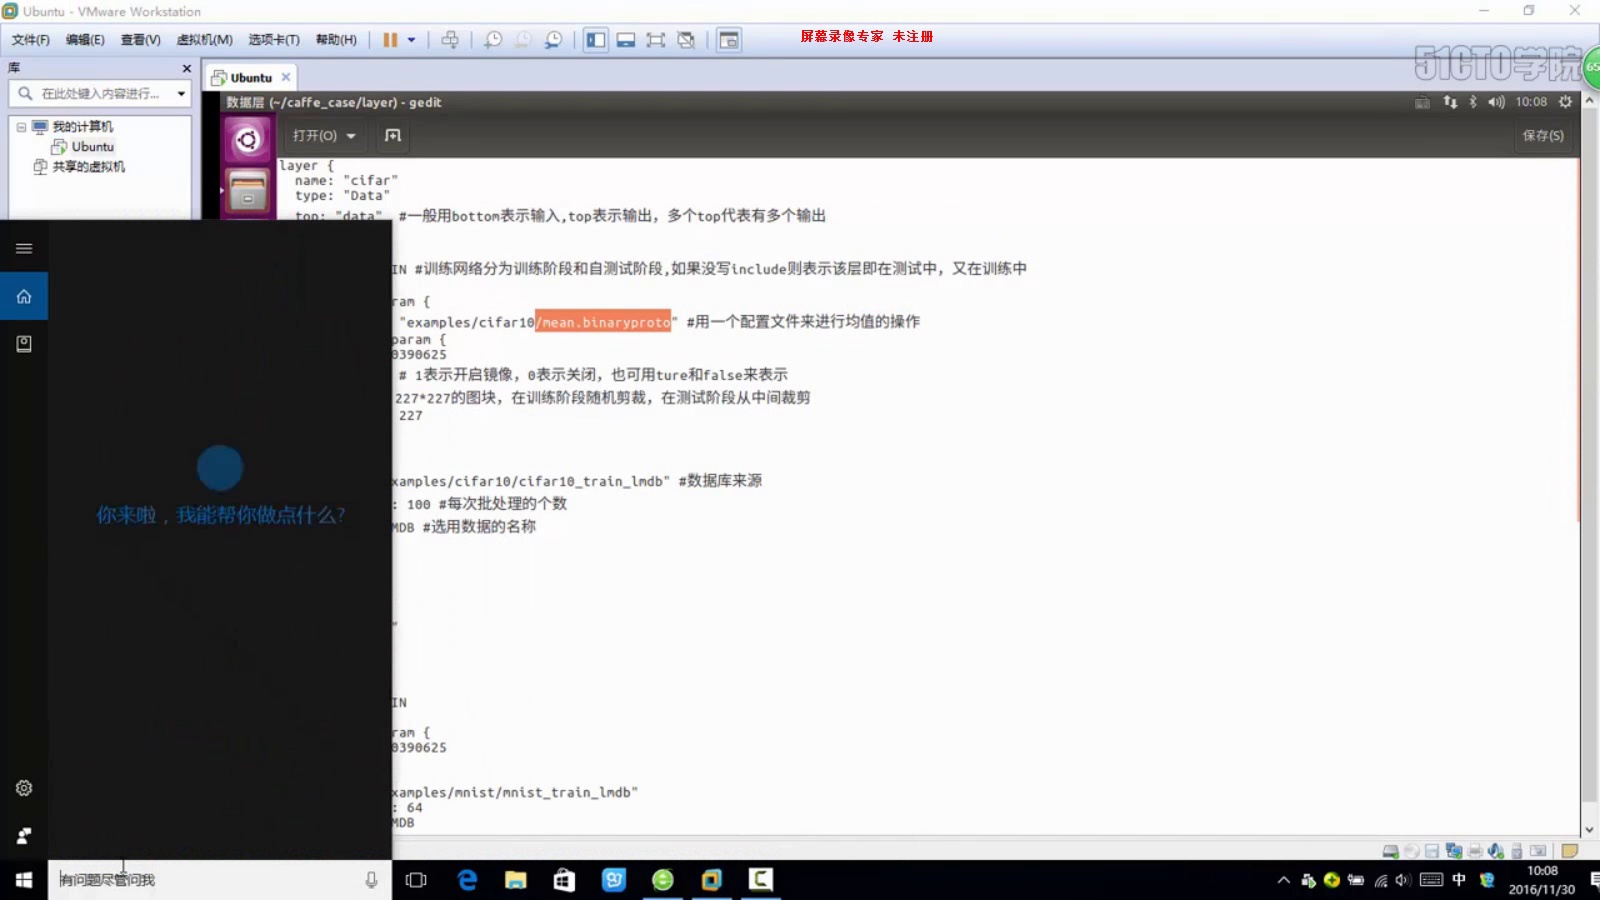 Ubuntu - VMware Workstation
文件(F) 编辑(E) 查看(V) 虚拟机(M) 选项卡(T) 帮助(H)
屏幕录像专家 未注册
51CTO学院
65
库
Ubuntu
在此处键入内容进行...
数据层 (~/caffe_case/layer) - gedit
10:08
我的计算机
Ubuntu
共享的虚拟机
打开(O)
保存(S)
layer {
name: "cifar"
type: "Data"
top: "data" #一般用bottom表示输入,top表示输出，多个top代表有多个输出
IN #训练网络分为训练阶段和自测试阶段,如果没写include则表示该层即在测试中，又在训练中
ram {
"examples/cifar10/mean.binaryproto" #用一个配置文件来进行均值的操作
param {
0390625
# 1表示开启镜像，0表示关闭，也可用ture和false来表示
227*227的图块，在训练阶段随机剪裁，在测试阶段从中间裁剪
227
xamples/cifar10/cifar10_train_lmdb" #数据库来源
: 100 #每次批处理的个数
MDB #选用数据的名称
"
IN
ram {
0390625
xamples/mnist/mnist_train_lmdb"
: 64
MDB
你来啦，我能帮你做点什么?
有问题尽管问我
中
10:08
2016/11/30